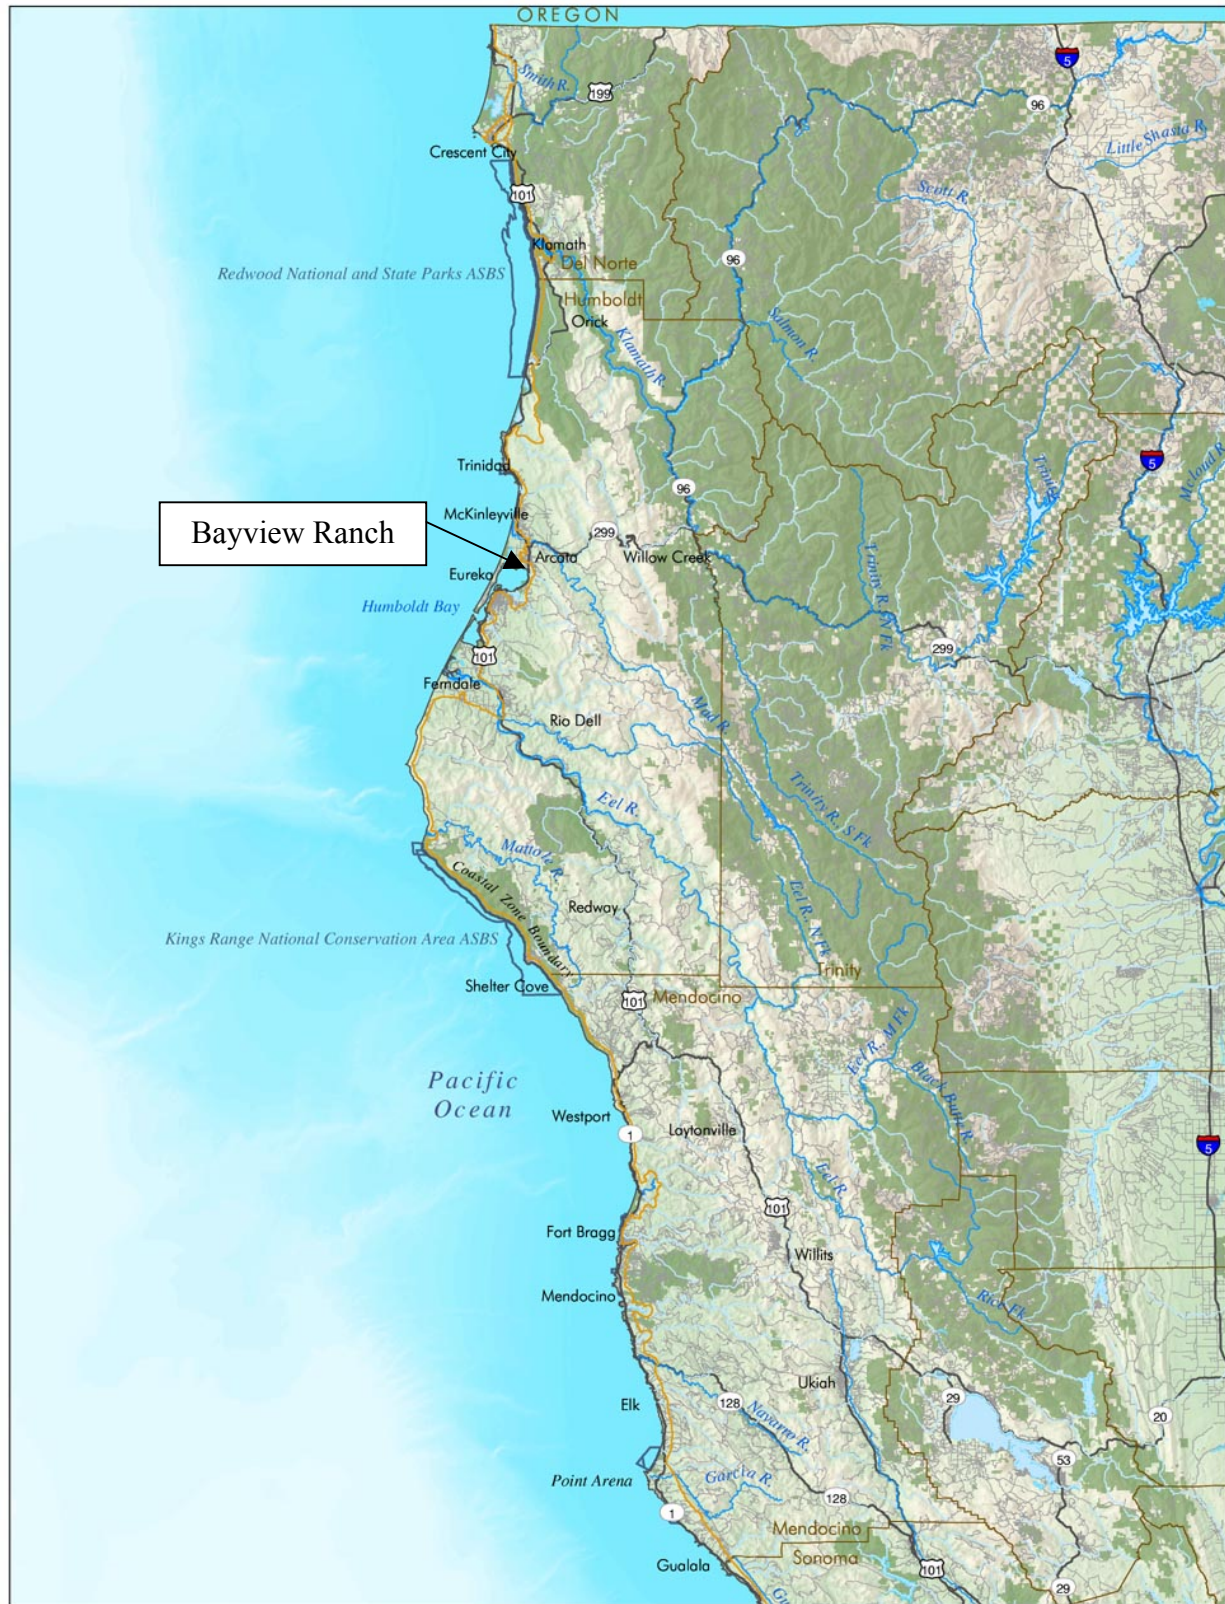 OREGON
5
Smith R.
199
96
Little Shasta R.
Crescent City
Scott R.
101
Klamath
Del Norte
96
Redwood National and State Parks ASBS
Humboldt
Orick
Salmon R.
Klamath R.
Trinidad
Trinity
5
Mcloud R.
96
McKinleyville
Bayview Ranch
299
Arcata
Willow Creek
Eureka
Trinity R., N Fk
Humboldt Bay
299
101
Ferndale
Mad R.
Rio Dell
Eel R.
Trinity R., S Fk
Mattole R.
Coastal Zone Boundary
Redway
Eel R., N Fk
Kings Range National Conservation Area ASBS
Trinity
Shelter Cove
101
Mendocino
Eel R., M Fk
Pacific
Ocean
Black Butte R.
Westport
1
Laytonville
5
Eel R.
101
Fort Bragg
Willits
Mendocino
Rice Fk
Ukiah
29
Elk
128
Navarro R.
20
53
Point Arena
Garcia R.
128
1
Mendocino
Sonoma
Gualala
101
29